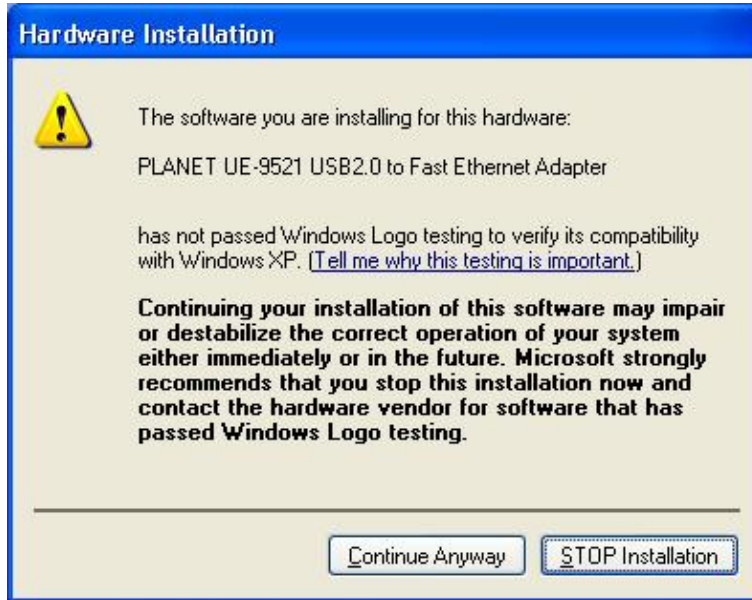 Hardware Installation
The software you are installing for this hardware:
PLANET UE-9521 USB2.0 to Fast Ethernet Adapter
has not passed Windows Logo testing to verify its compatibility
with Windows XP. (Tell me why this testing is important.)
Continuing your installation of this software may impair
or destabilize the correct operation of your system
either immediately or in the future. Microsoft strongly
recommends that you stop this installation now and
contact the hardware vendor for software that has
passed Windows Logo testing.
Continue Anyway
STOP Installation